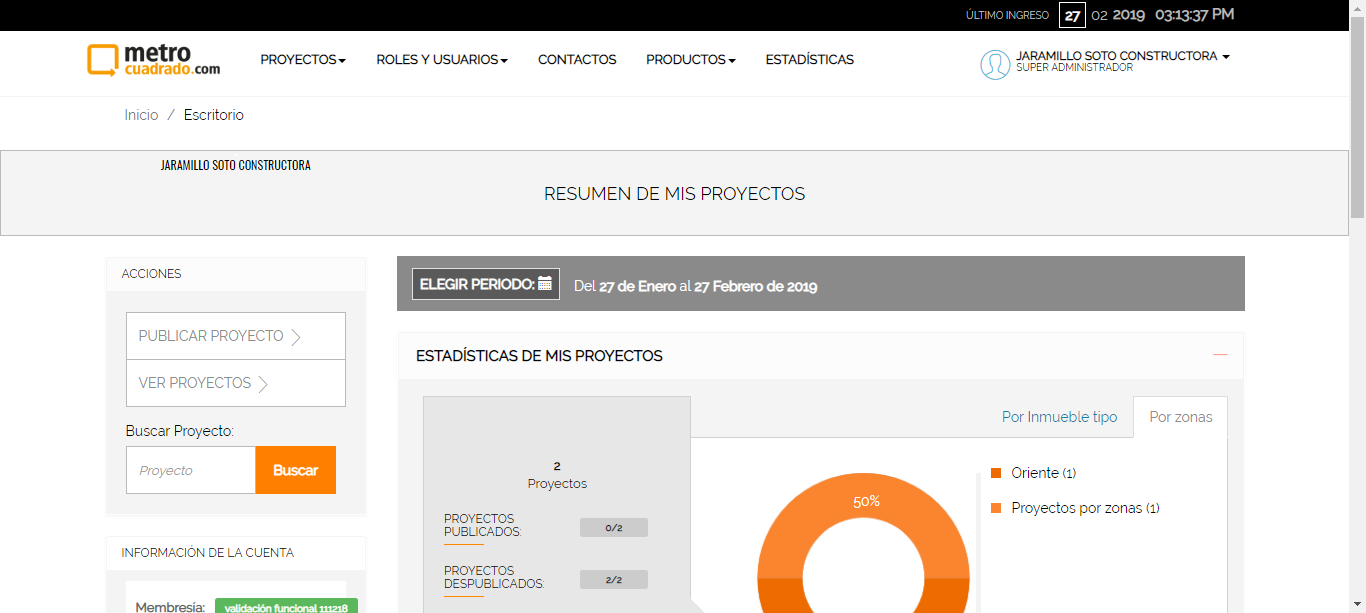 ÚLTIMO INGRESO 27 02 2019 03:13:37 PM
metro
cuadrado.com
PROYECTOS ROLES Y USUARIOS CONTACTOS PRODUCTOS ESTADÍSTICAS
JARAMILLO SOTO CONSTRUCTORA
SUPER ADMINISTRADOR
Inicio / Escritorio
JARAMILLO SOTO CONSTRUCTORA
RESUMEN DE MIS PROYECTOS
ACCIONES
PUBLICAR PROYECTO
VER PROYECTOS
Buscar Proyecto:
Proyecto Buscar
INFORMACIÓN DE LA CUENTA
Membresía: validación funcional 111218
ELEGIR PERIODO: Del 27 de Enero al 27 Febrero de 2019
ESTADÍSTICAS DE MIS PROYECTOS
Por Inmueble tipo Por zonas
2
Proyectos
PROYECTOS
PUBLICADOS: 0/2
PROYECTOS
DESPUBLICADOS: 2/2
50%
Oriente (1)
Proyectos por zonas (1)